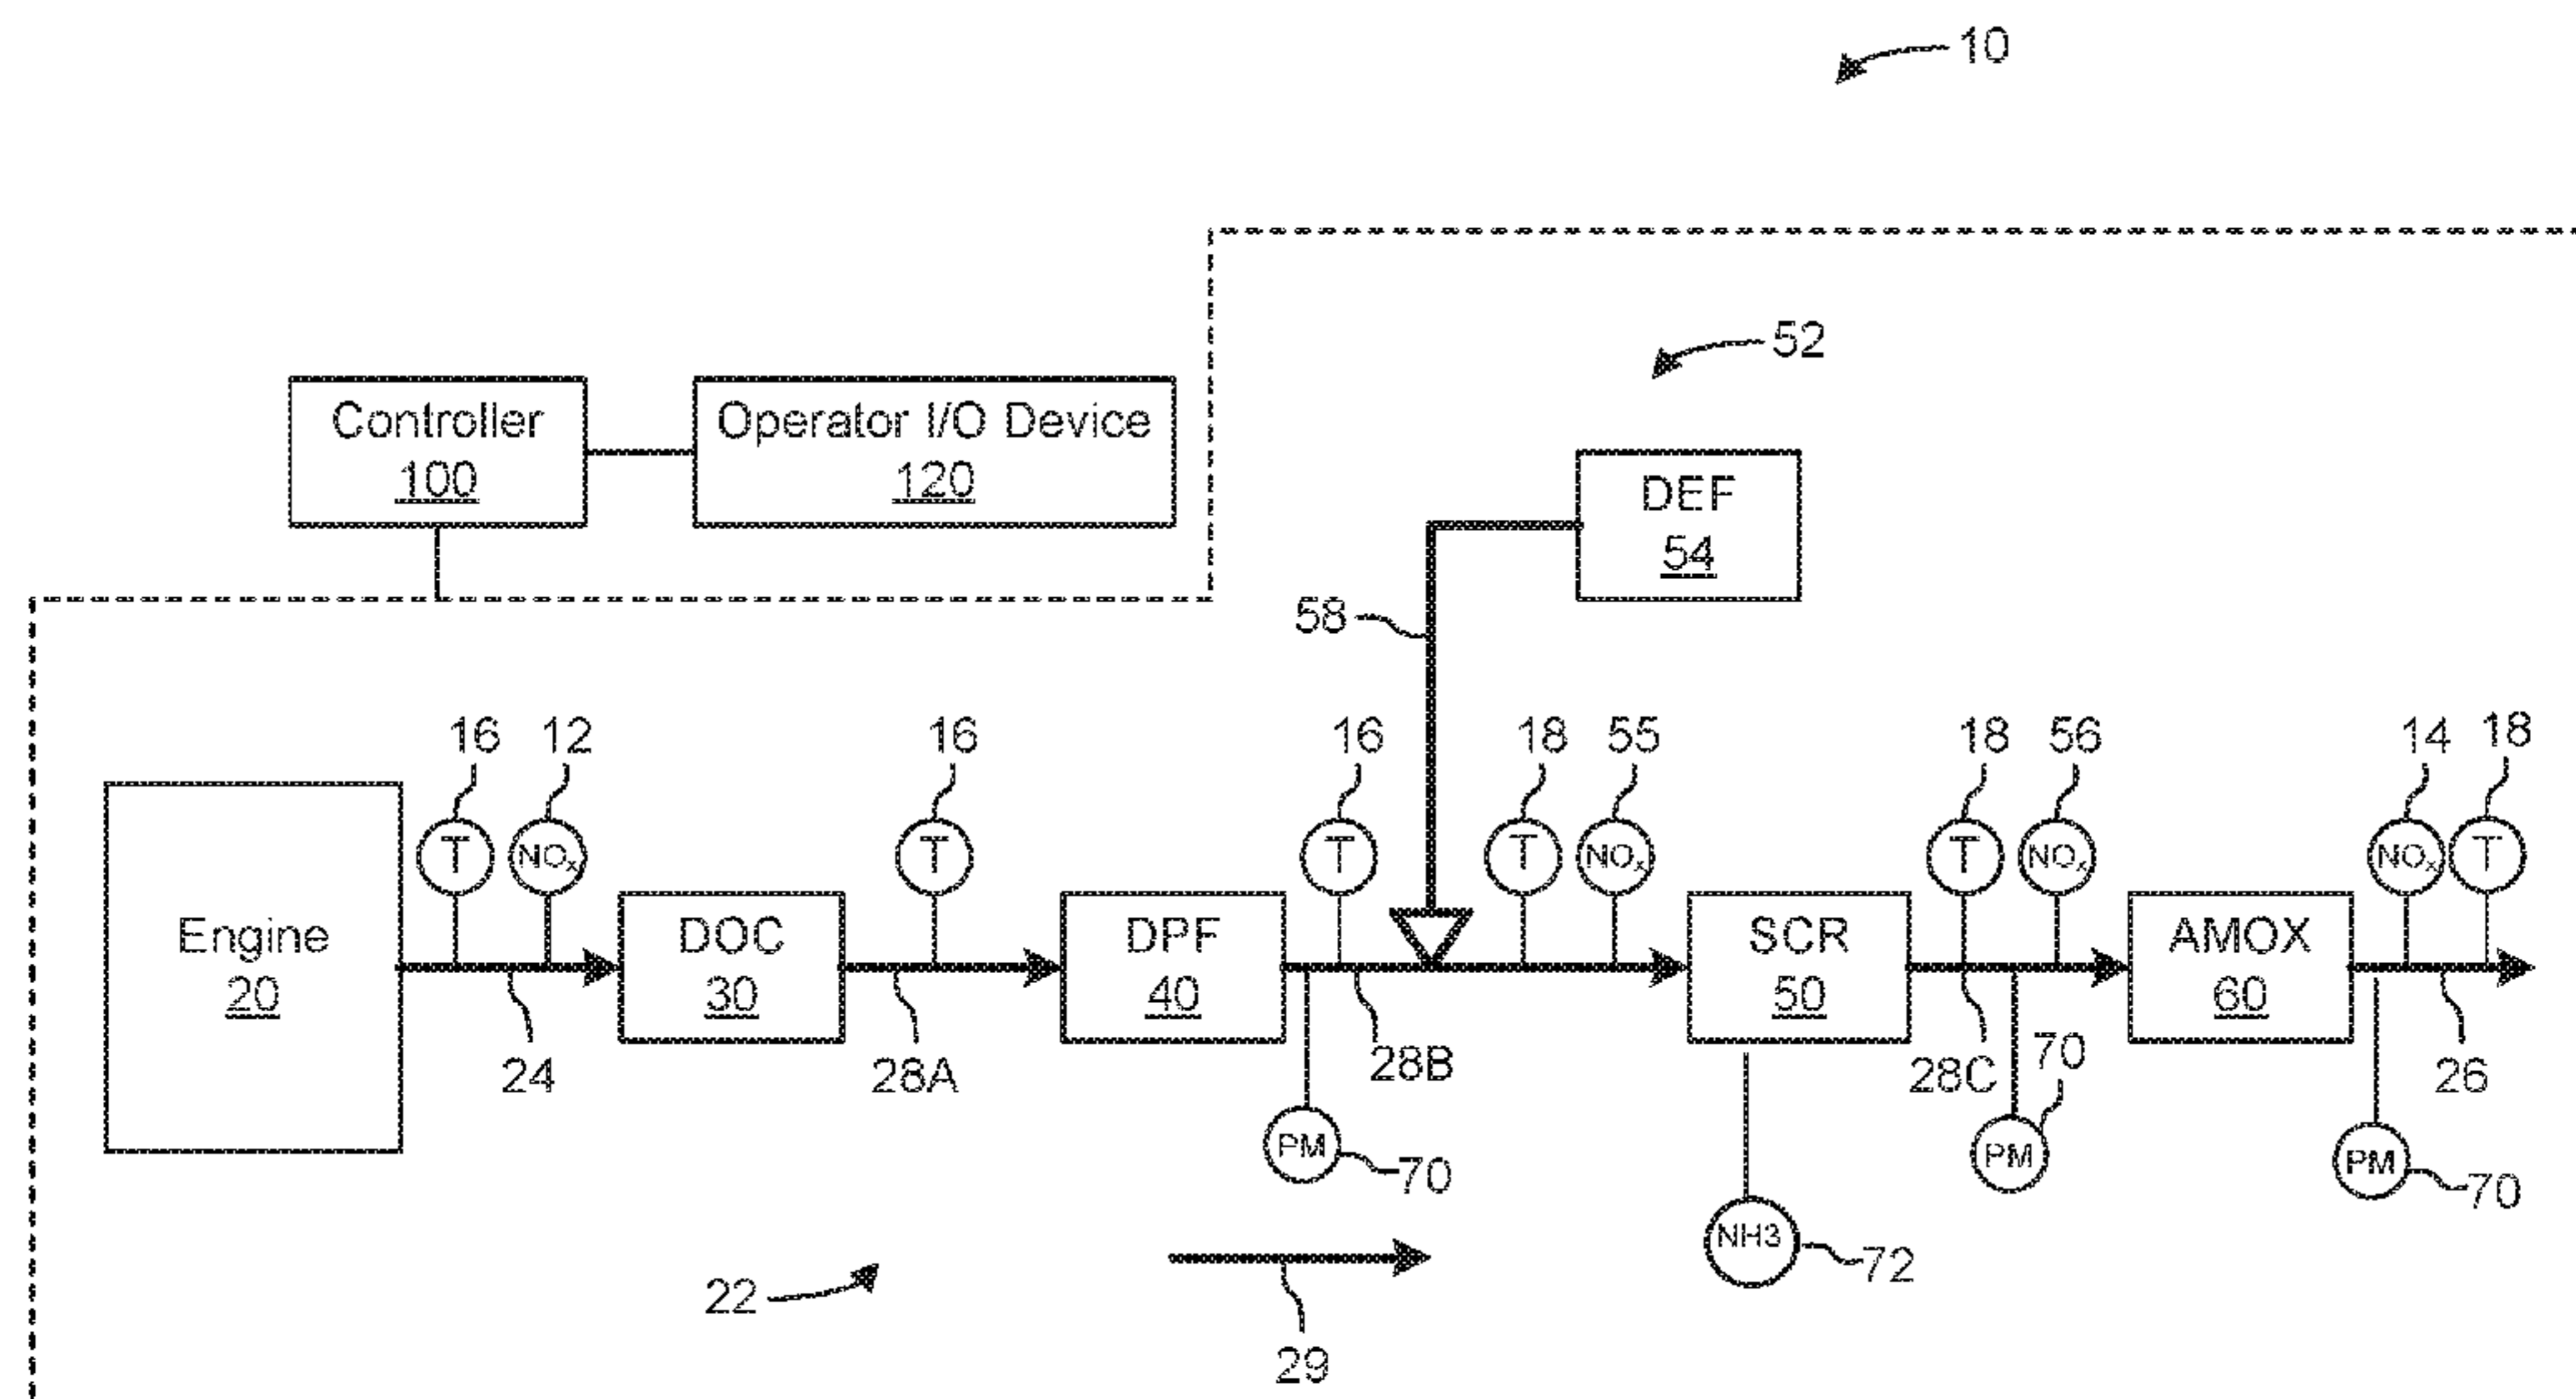 10
52
Controller
100
Operator I/O Device
120
DEF
54
58
16
12
16
16
18
55
18
56
14
18
T
NOx
T
T
T
NOx
T
NOx
NOx
T
Engine
20
DOC
30
DPF
40
SCR
50
AMOX
60
24
28A
28B
28C
70
26
PM
70
PM
PM
70
NH3
72
22
29